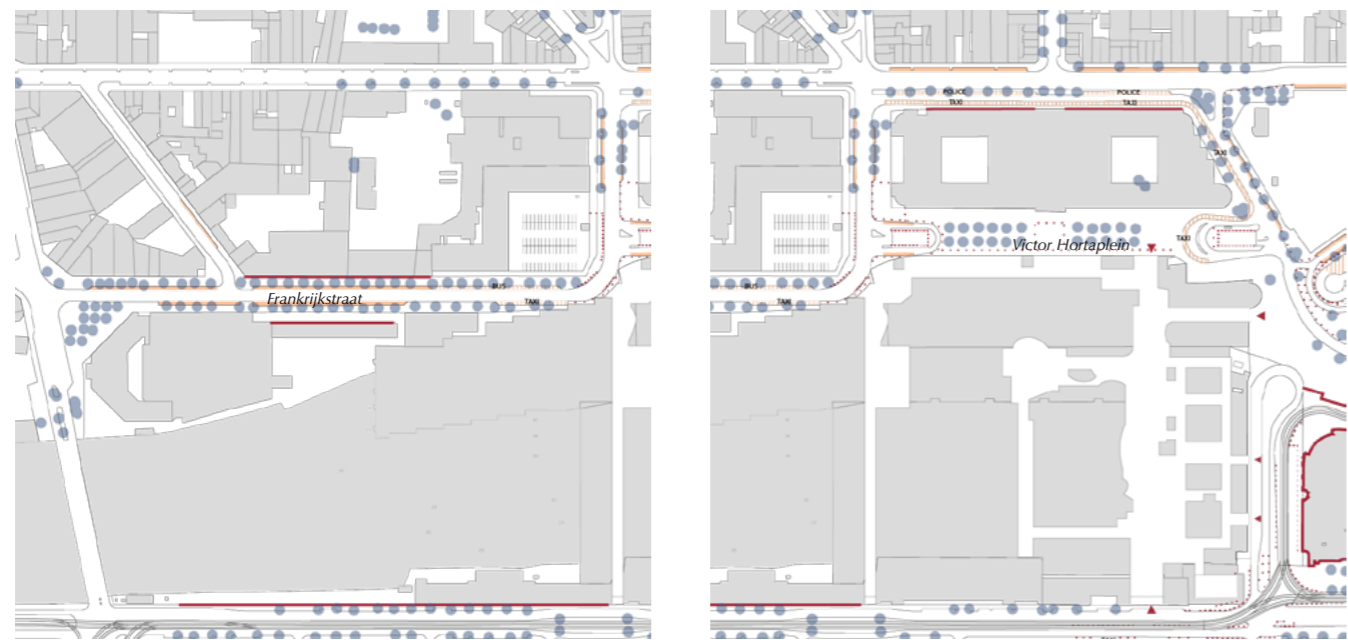 BUS
Frankrijkstraat
TAXI
POLICE
POLICE
TAXI
TAXI
TAXI
TAXI
Victor Hortaplein
BUS
TAXI